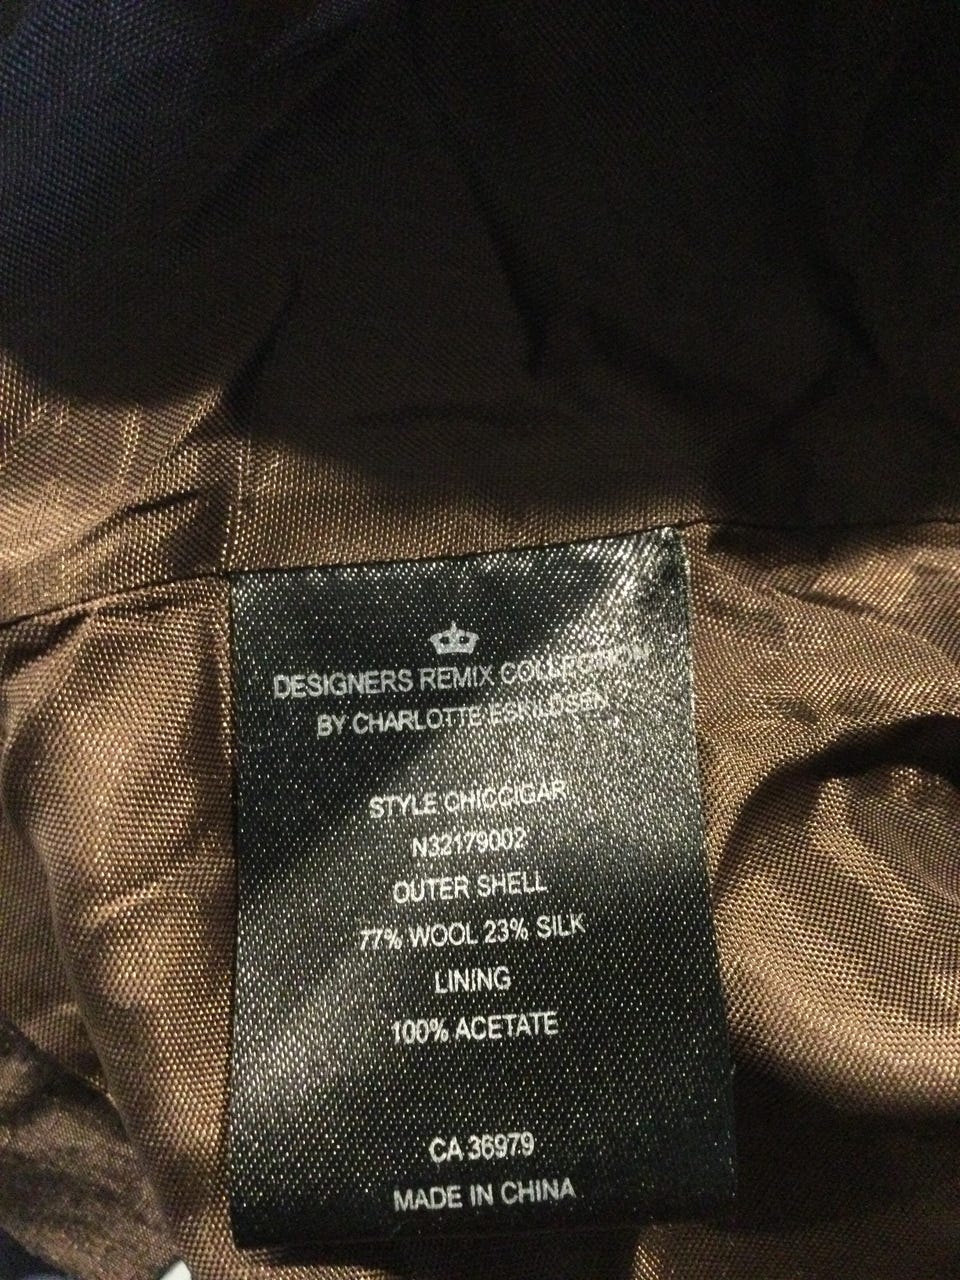 DESIGNERS REMIX COLLECTION
BY CHARLOTTE ESKILDSEN
STYLE CHICCIGAR
N32179002
OUTER SHELL
77% WOOL 23% SILK
LINING
100% ACETATE
CA 36979
MADE IN CHINA